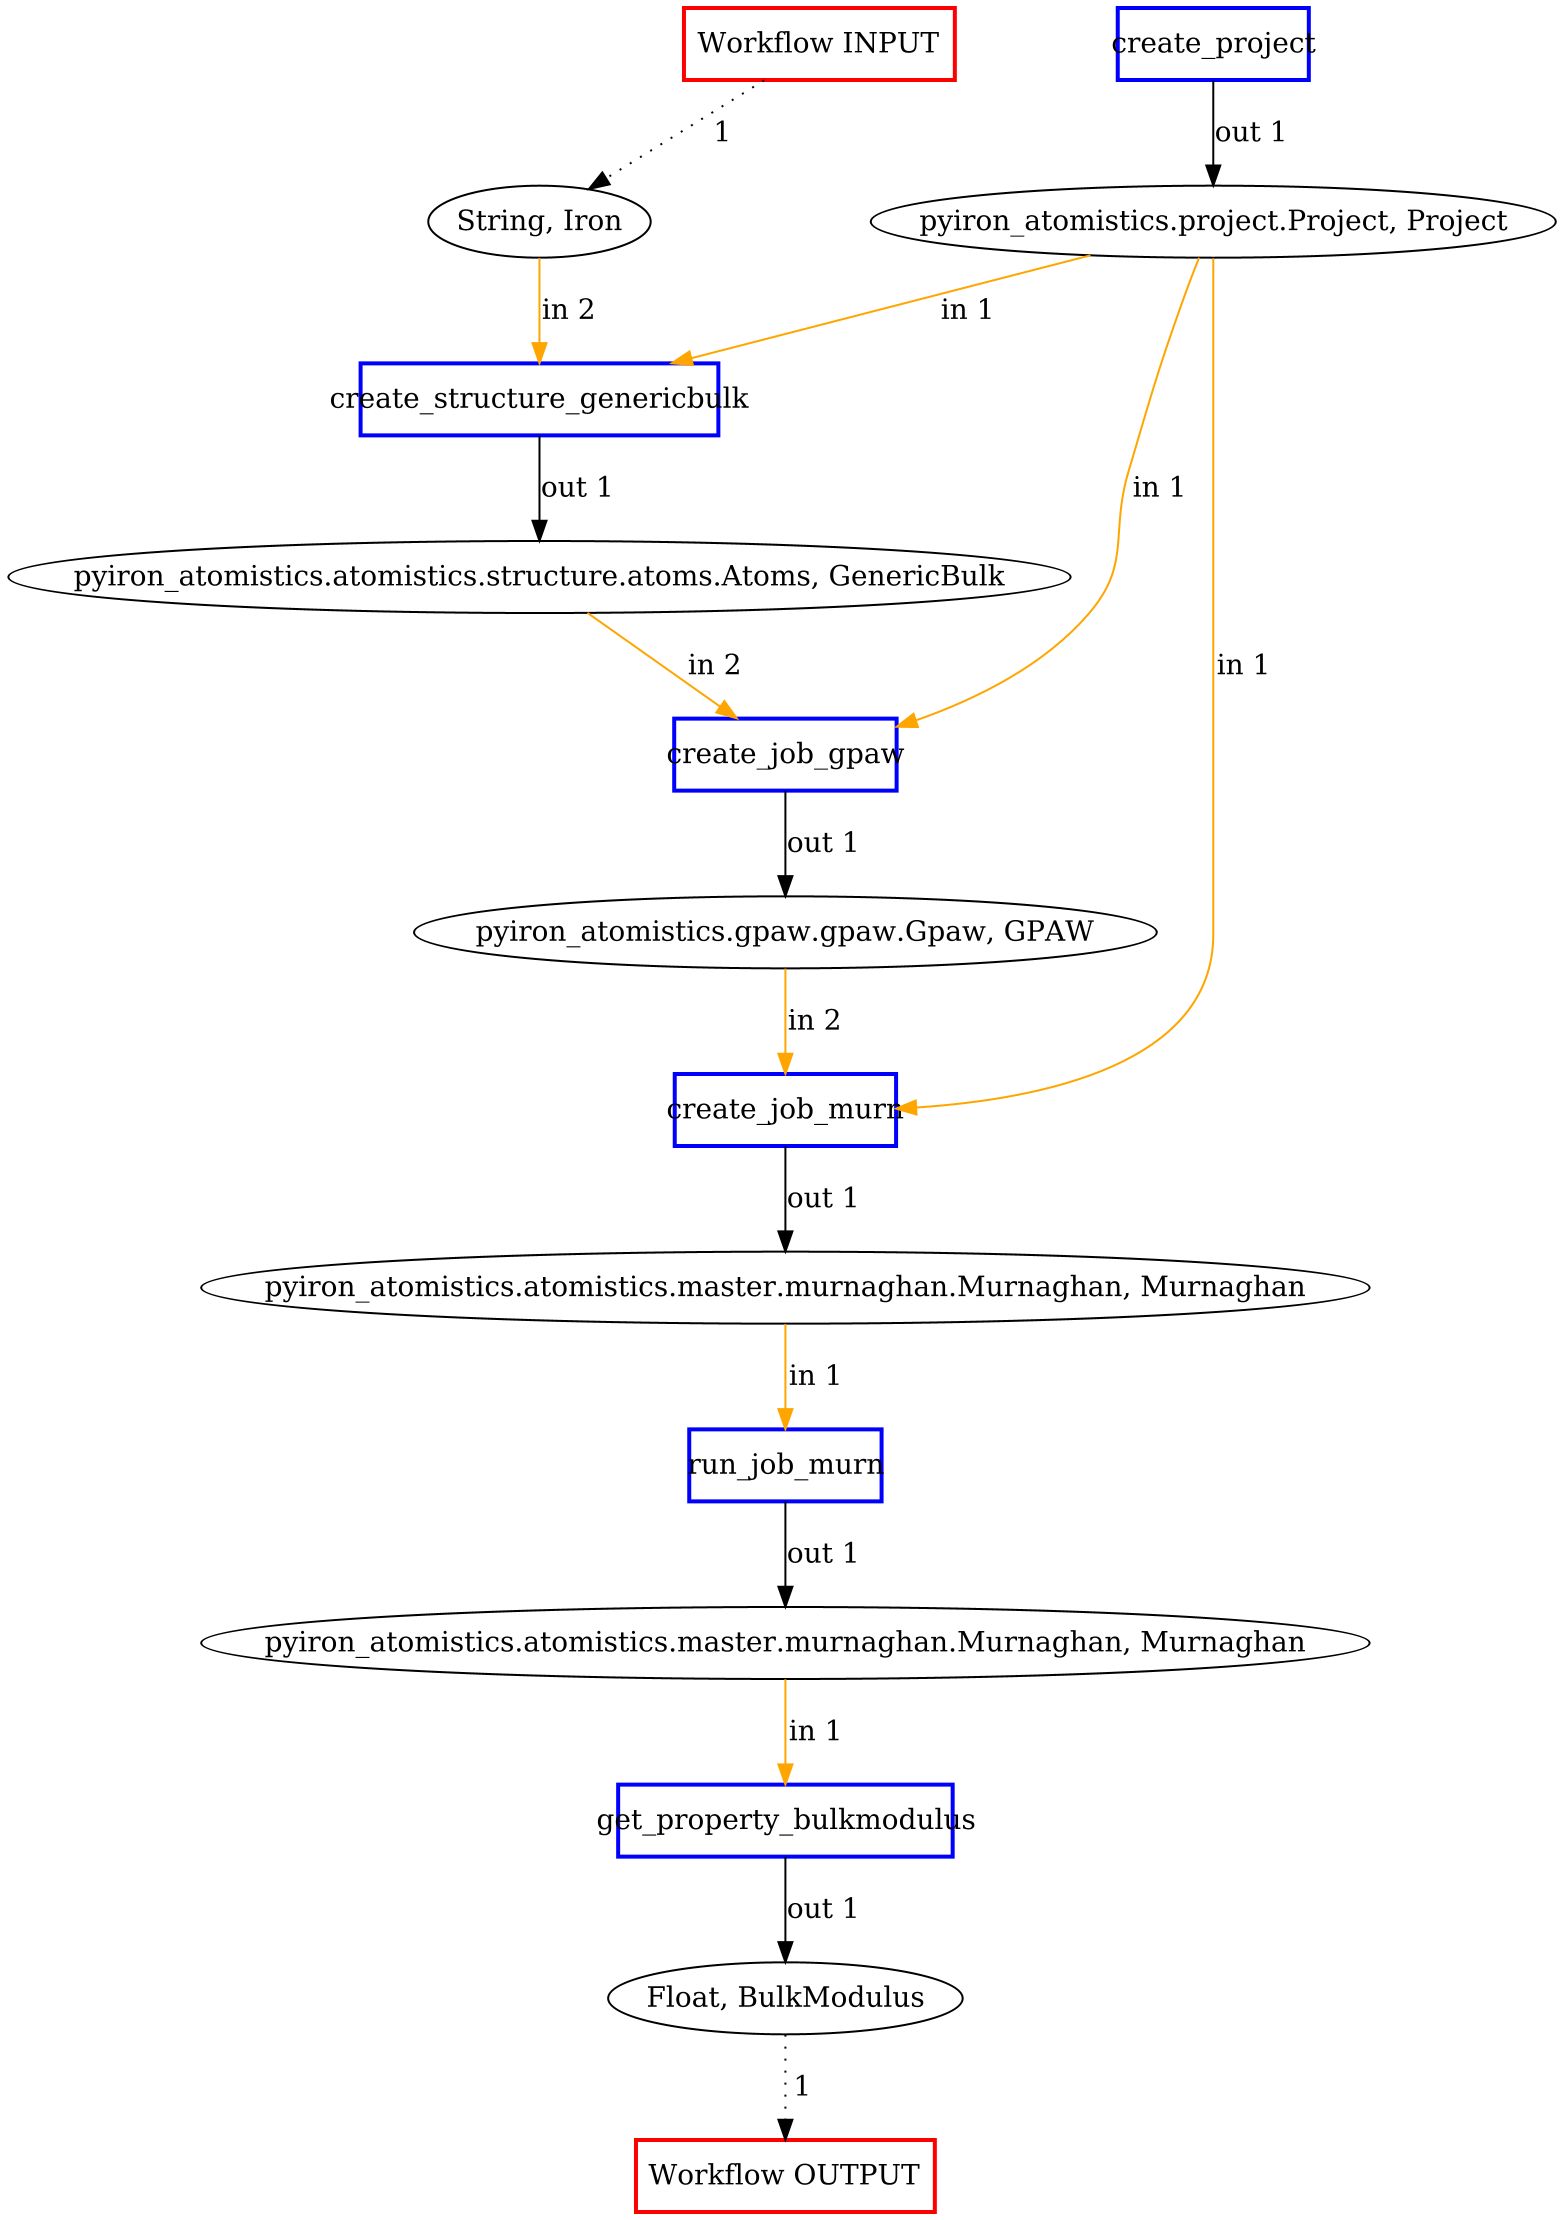 Workflow INPUT
create_project
1
out 1
String, Iron
pyiron_atomistics.project.Project, Project
in 2
in 1
create_structure_genericbulk
out 1
in 1
pyiron_atomistics.atomistics.structure.atoms.Atoms, GenericBulk
in 2
in 1
create_job_gpaw
out 1
pyiron_atomistics.gpaw.gpaw.Gpaw, GPAW
in 2
create_job_murn
out 1
pyiron_atomistics.atomistics.master.murnaghan.Murnaghan, Murnaghan
in 1
run_job_murn
out 1
pyiron_atomistics.atomistics.master.murnaghan.Murnaghan, Murnaghan
in 1
get_property_bulkmodulus
out 1
Float, BulkModulus
1
Workflow OUTPUT